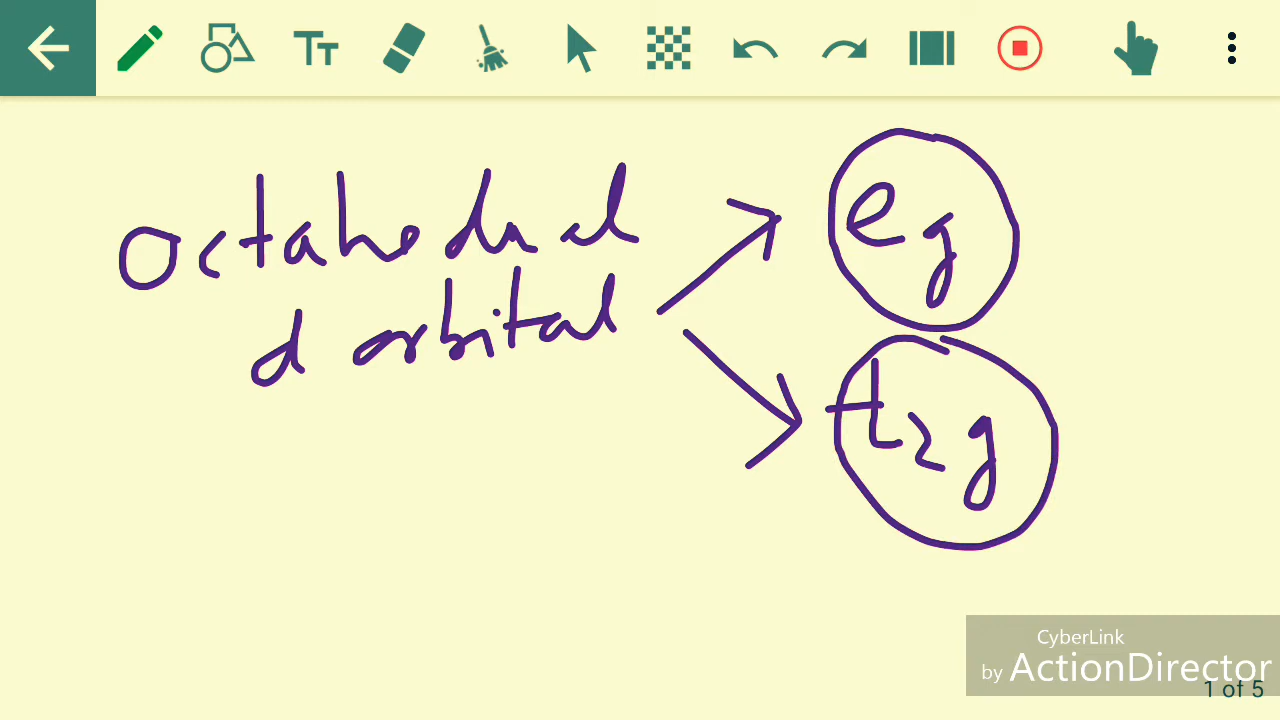 Octahedral
d orbital
eg
t2g
CyberLink
by ActionDirector
1 of 5